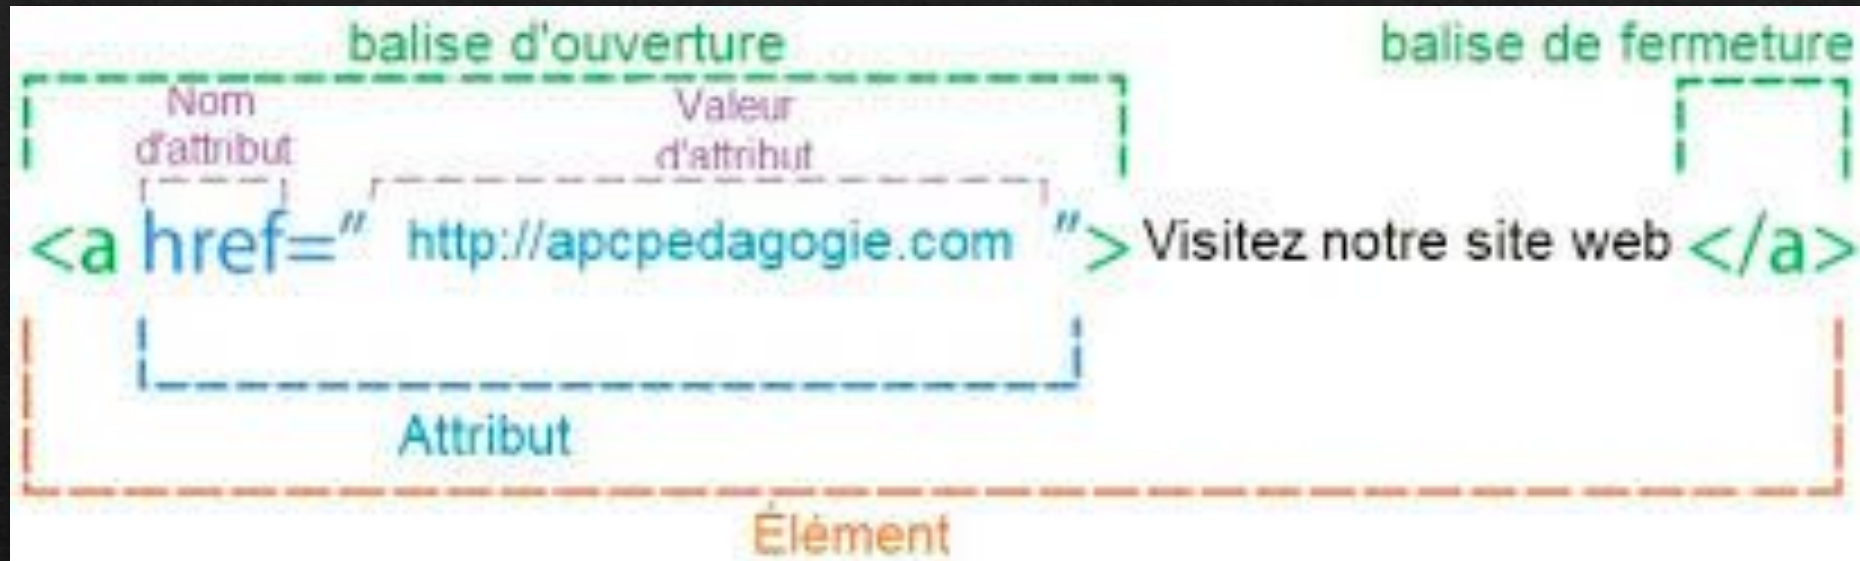 balise d'ouverture balise de fermeture
Nom d'attribut Valeur d'attribut
<a href=" http://apcpedagogie.com "> Visitez notre site web </a>
Attribut
Élément